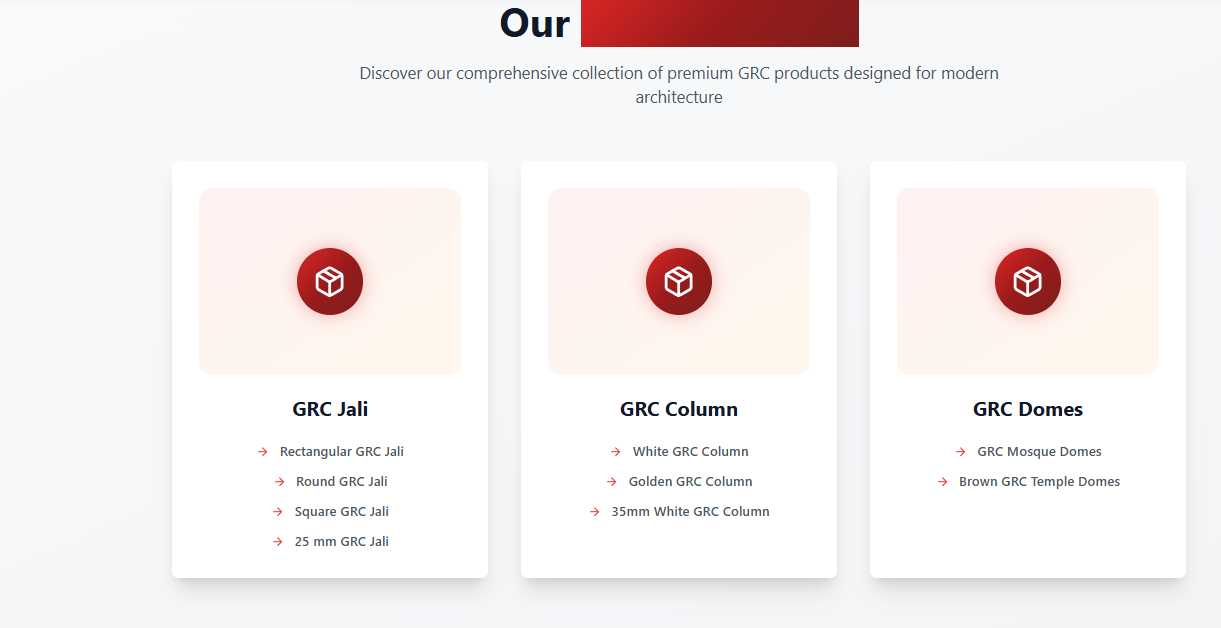 Our
Discover our comprehensive collection of premium GRC products designed for modern
architecture
GRC Jali
Rectangular GRC Jali
Round GRC Jali
Square GRC Jali
25 mm GRC Jali
GRC Column
White GRC Column
Golden GRC Column
35mm White GRC Column
GRC Domes
GRC Mosque Domes
Brown GRC Temple Domes